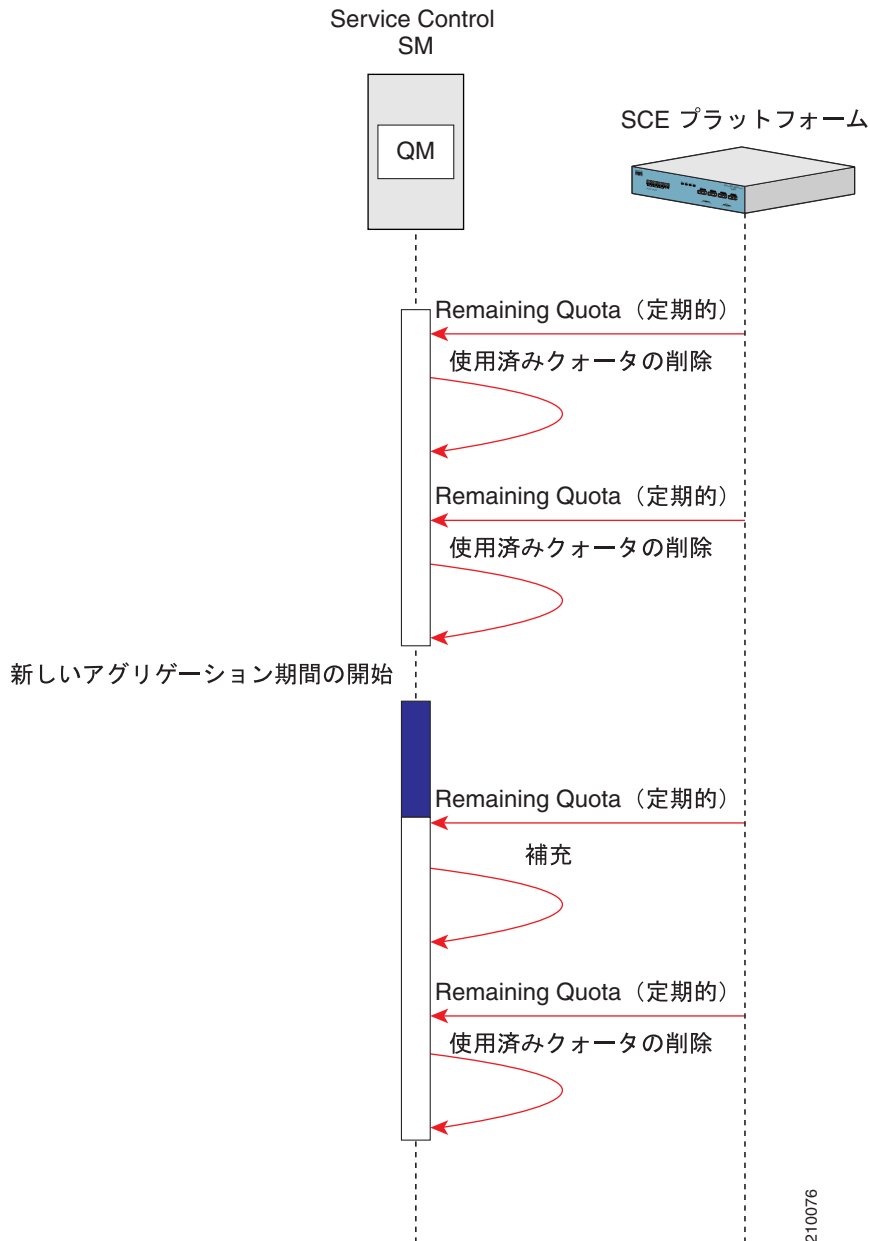 Service Control
SM
QM
SCE プラットフォーム
Remaining Quota（定期的）
使用済みクォータの削除
Remaining Quota（定期的）
使用済みクォータの削除
新しいアグリゲーション期間の開始
Remaining Quota（定期的）
補充
Remaining Quota（定期的）
使用済みクォータの削除
210076